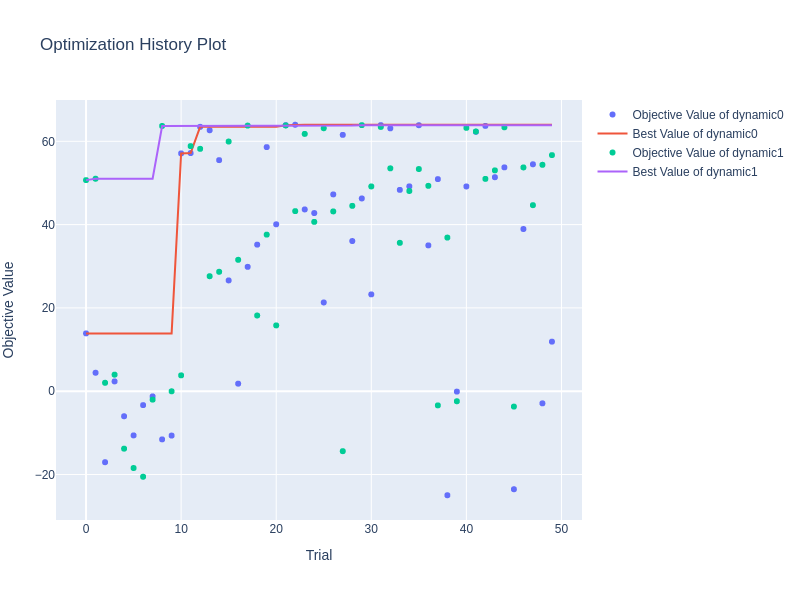 Optimization History Plot
Objective Value of dynamic0
Best Value of dynamic0
Objective Value of dynamic1
Best Value of dynamic1
60
40
20
0
−20
Objective Value
0 10 20 30 40 50
Trial